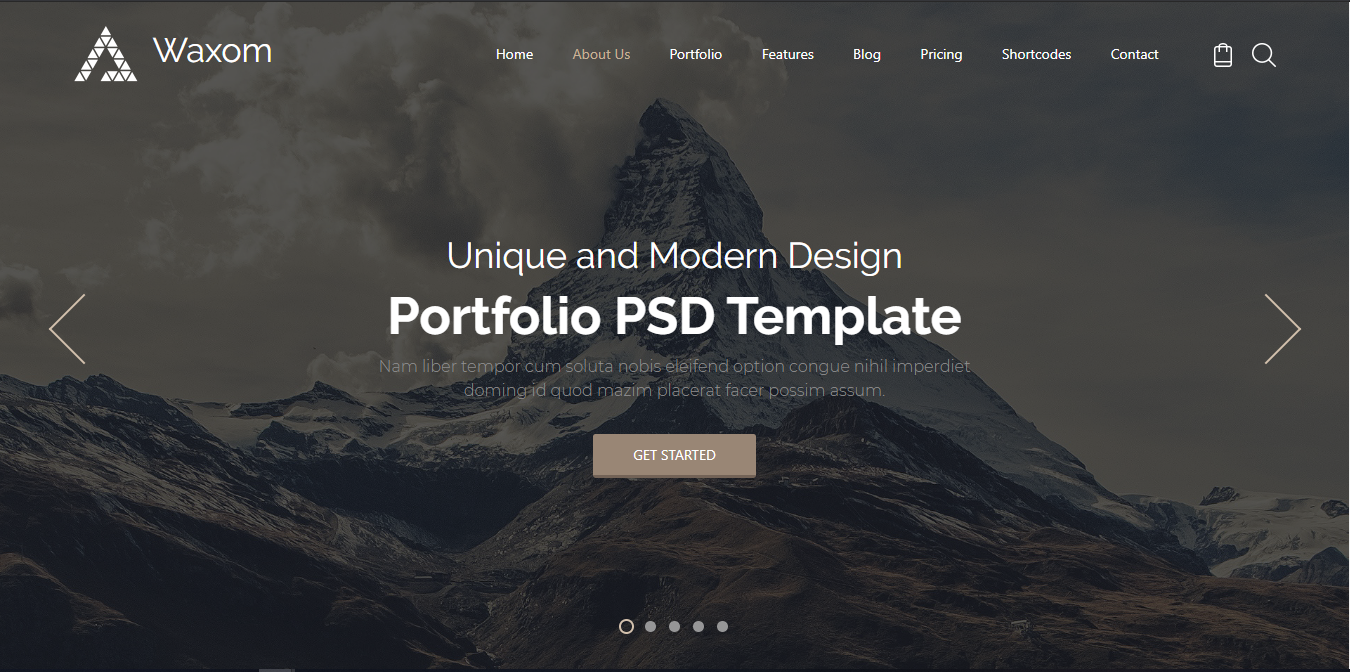 Waxom
Home About Us Portfolio Features Blog Pricing Shortcodes Contact
Unique and Modern Design
Portfolio PSD Template
Nam liber tempor cum soluta nobis eleifend option congue nihil imperdiet
doming id quod mazim placerat facer possim assum.
GET STARTED